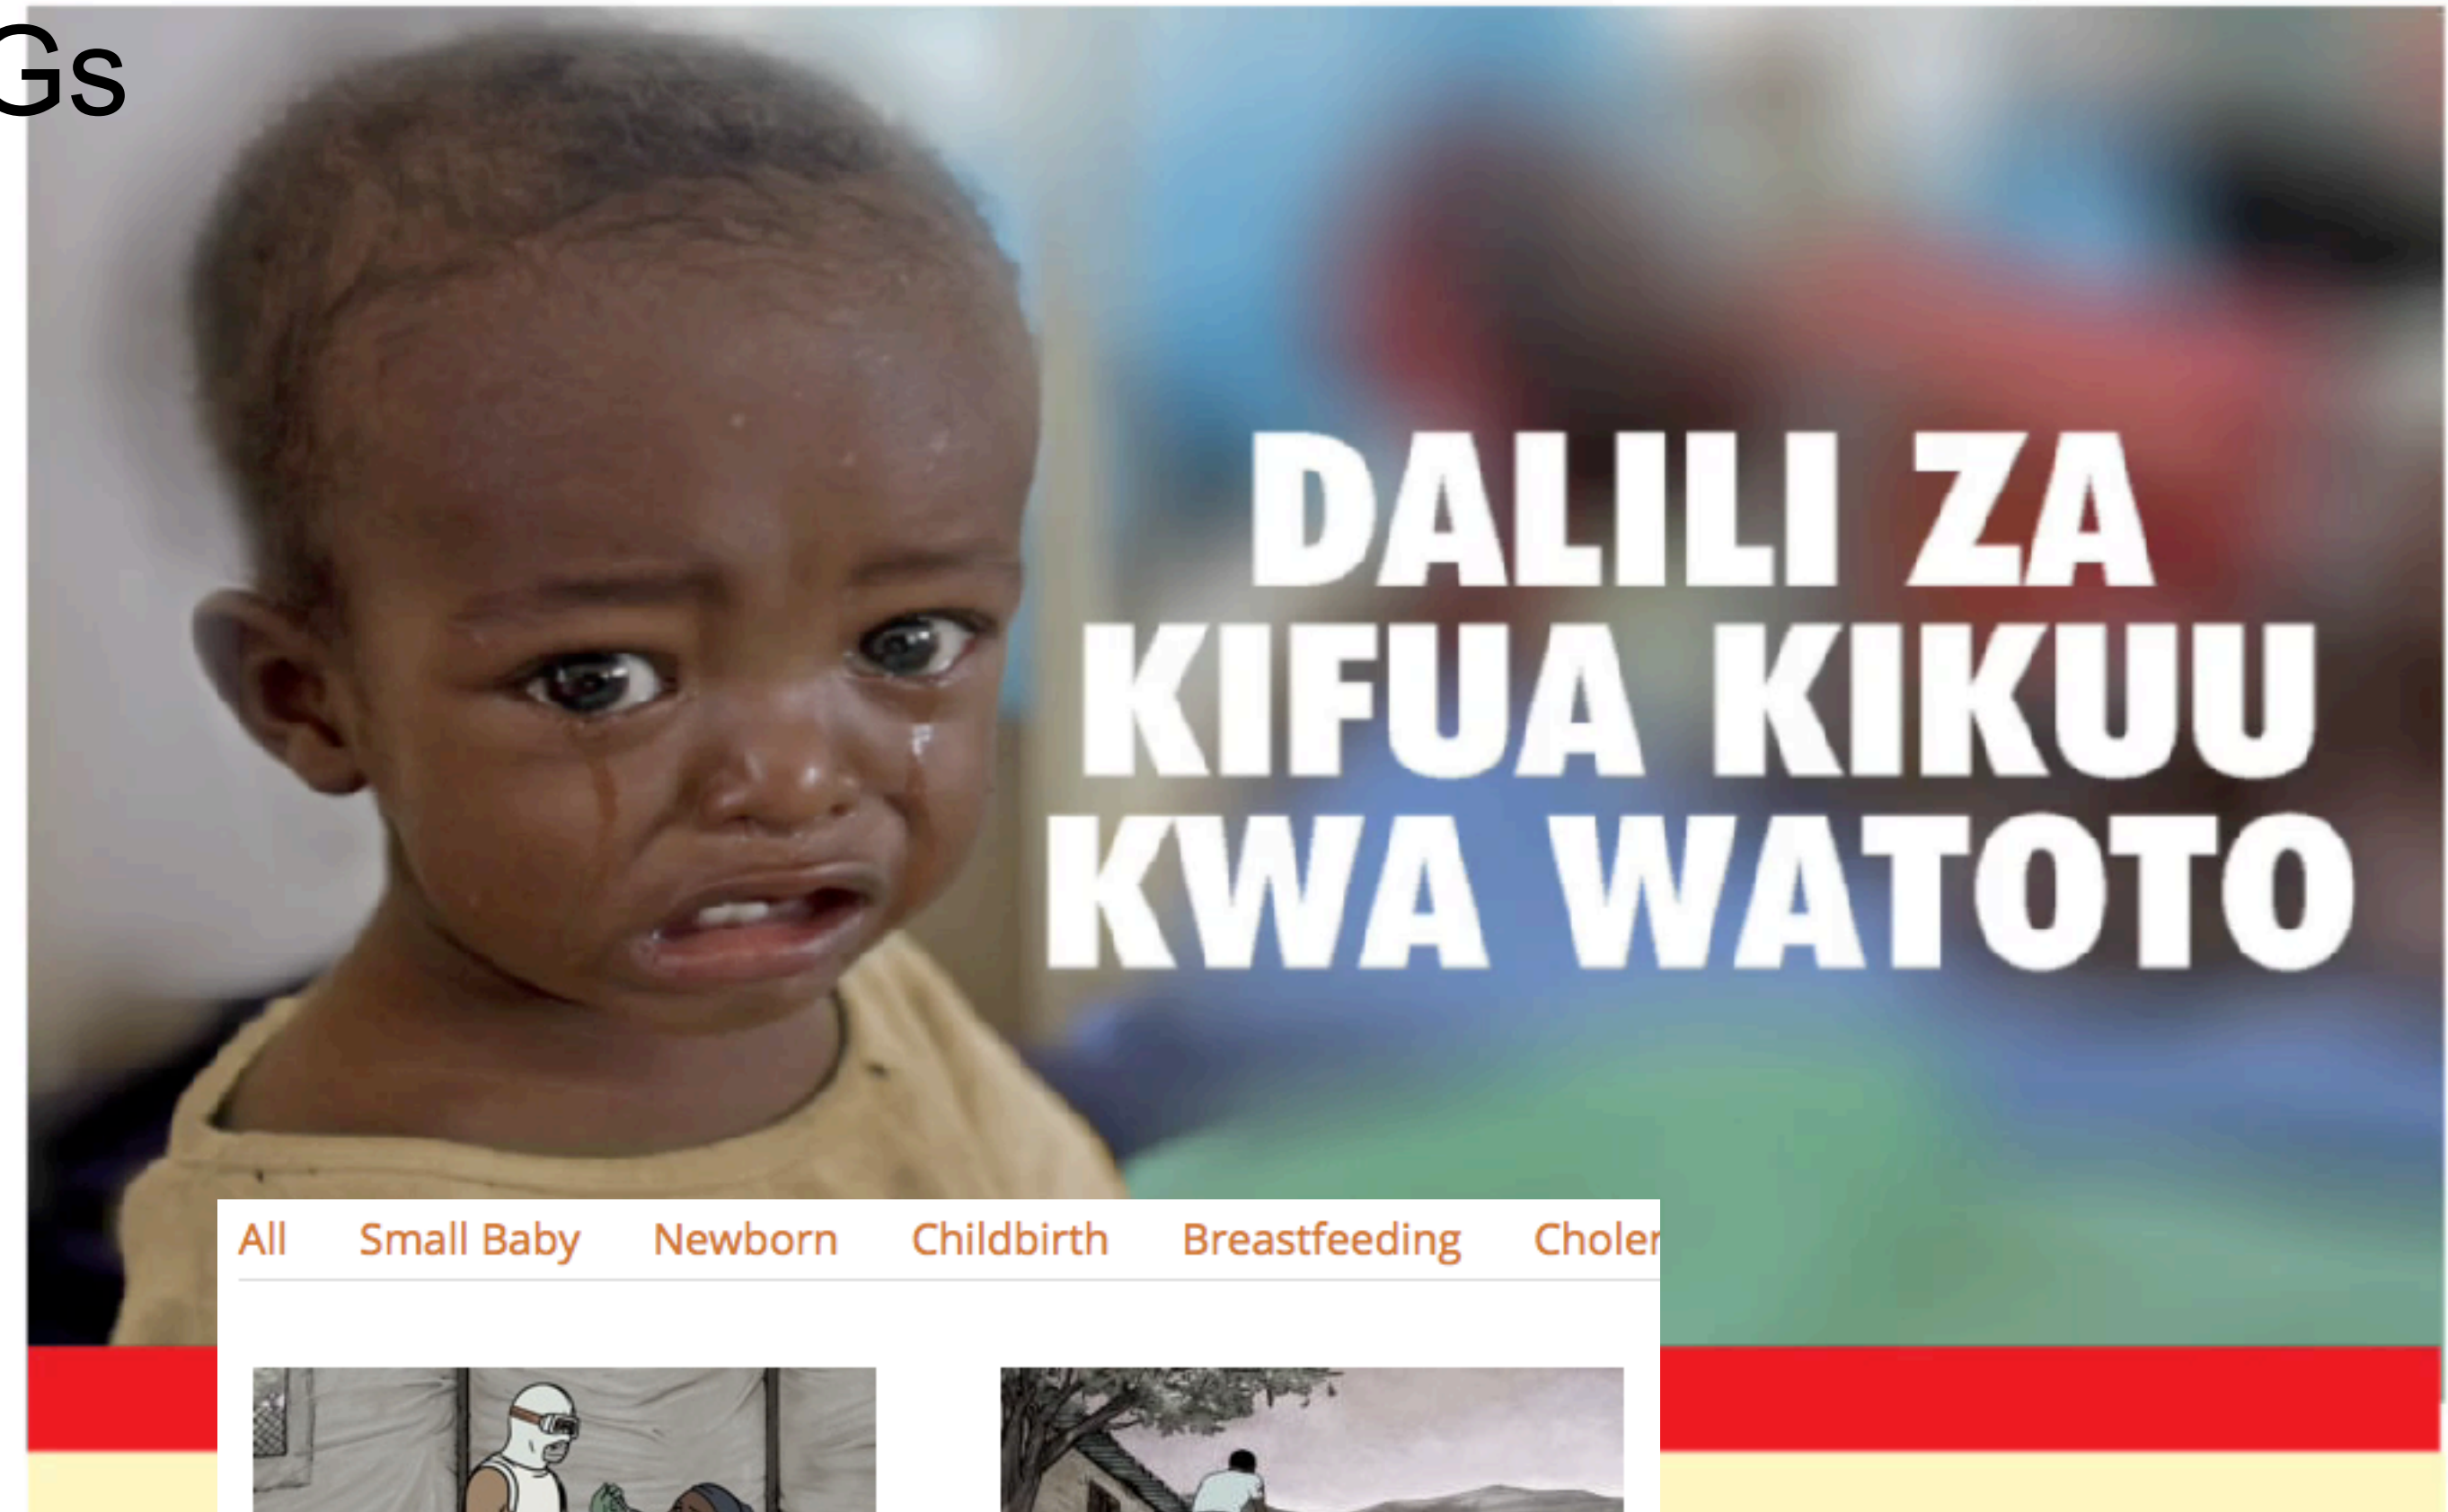 Gs
DALILI ZA
KIFUA KIKUU
KWA WATOTO
All Small Baby Newborn Childbirth Breastfeeding